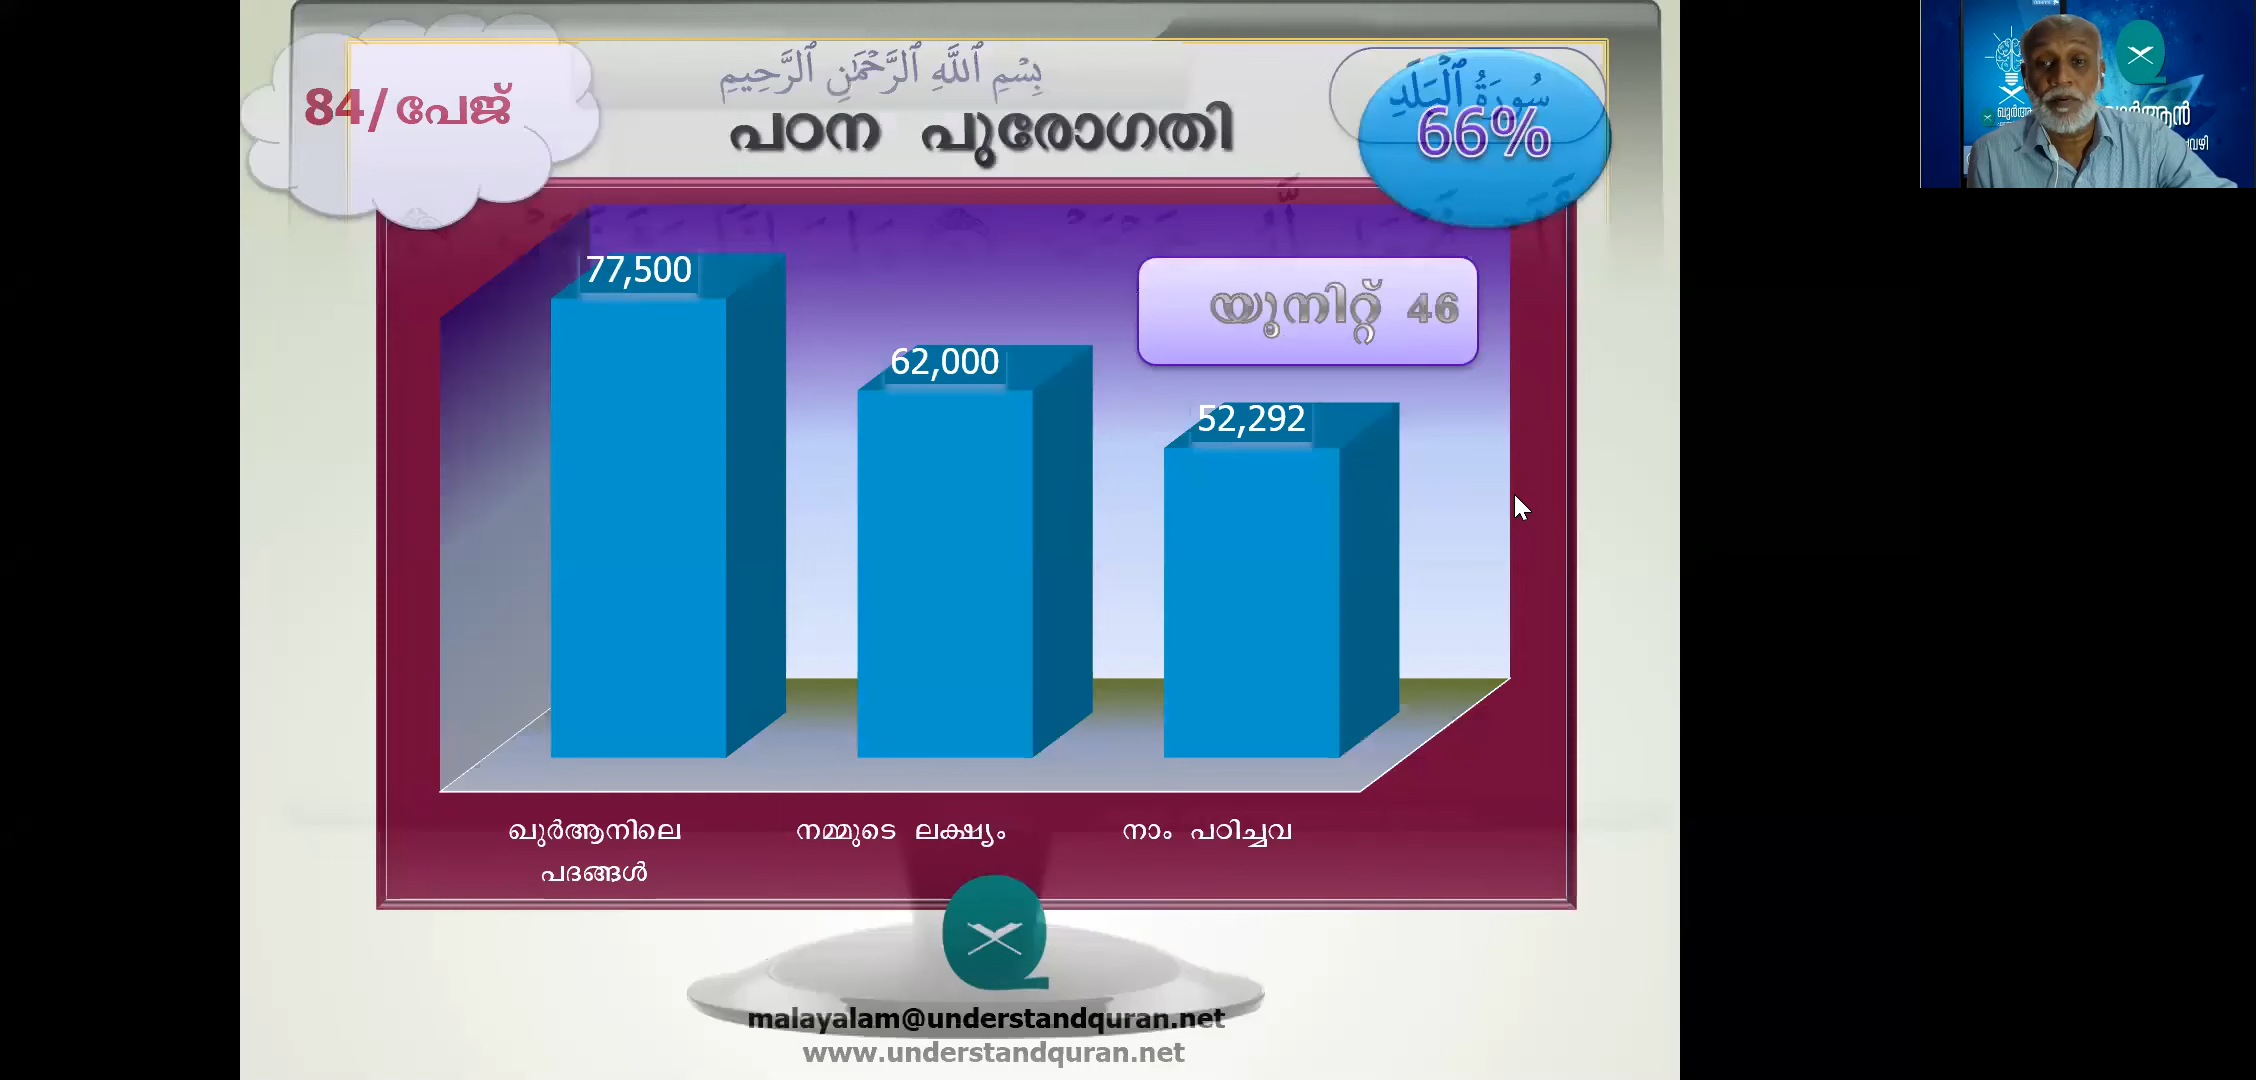 84/പേജ്
بِسْمِ ٱللَّهِ ٱلرَّحْمَٰنِ ٱلرَّحِيمِ
سُورَةُ ٱلْبَلَدِ
പഠന പുരോഗതി
66%
77,500
62,000
52,292
യൂനിറ്റ് 46
ഖുർആനിലെ
പദങ്ങൾ
നമ്മുടെ ലക്ഷ്യം
നാം പഠിച്ചവ
malayalam@understandquran.net
www.understandquran.net